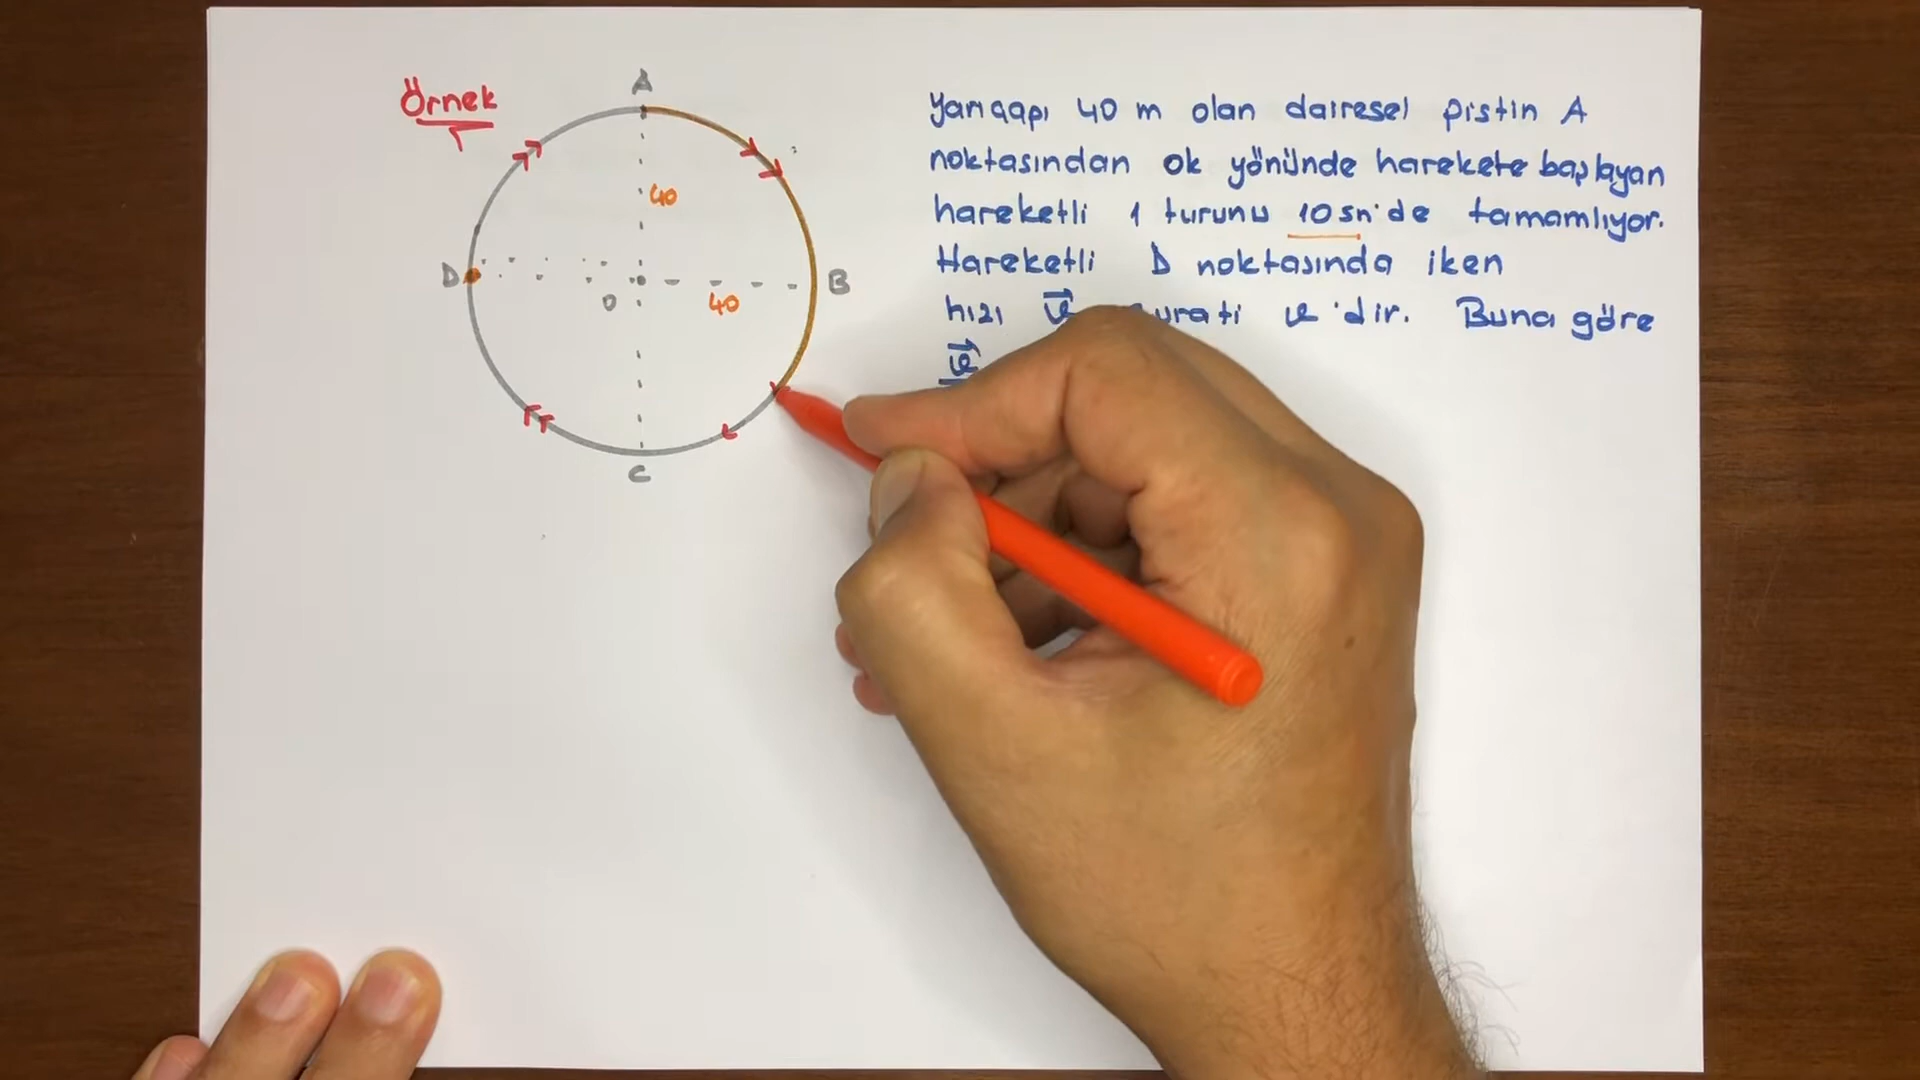 Örnek
A
40
D
O
40
B
C
Yarıçapı 40 m olan dairesel pistin A
noktasından ok yönünde harekete başlayan
hareketli 1 turunu 10 sn'de tamamlıyor.
Hareketli D noktasında iken
hızı v⃗ surati v'dir. Buna göre
v⃗